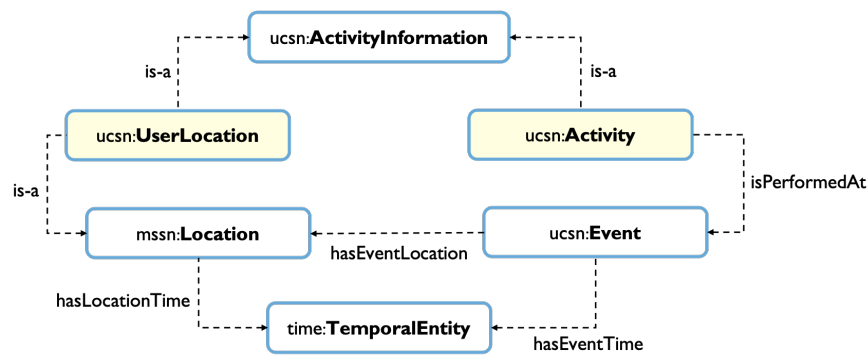 ucsn:ActivityInformation
is-a
is-a
ucsn:UserLocation
ucsn:Activity
is-a
isPerformedAt
mssn:Location
ucsn:Event
hasEventLocation
hasLocationTime
time:TemporalEntity
hasEventTime